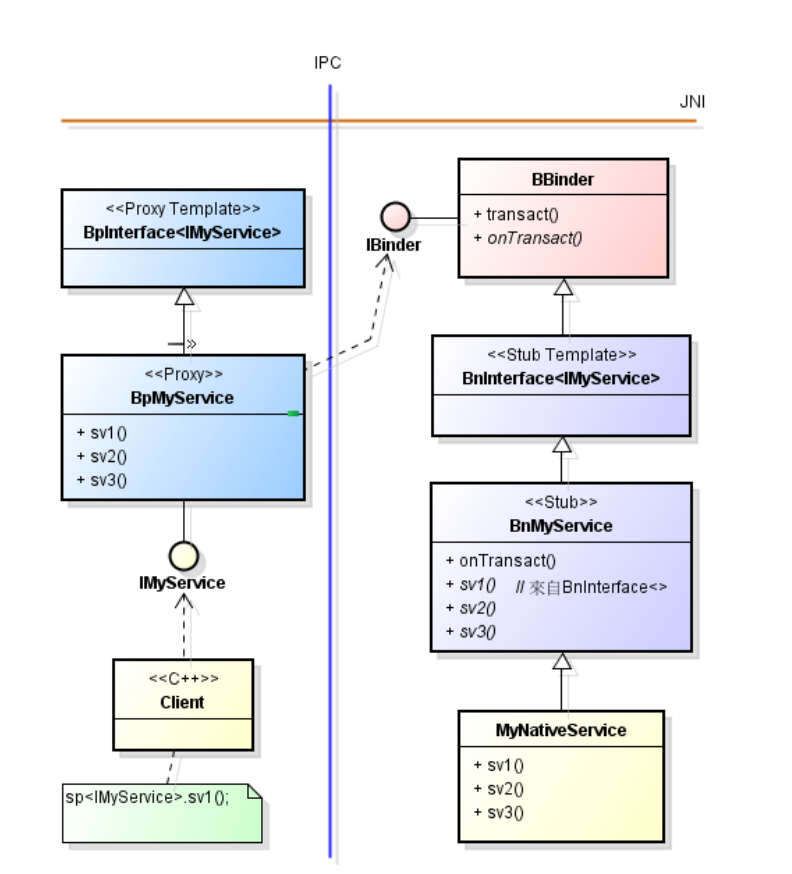 IPC
JNI
<<Proxy Template>>
BpInterface<IMyService>
<<Proxy>>
BpMyService
+ sv1()
+ sv2()
+ sv3()
IMyService
<<C++>>
Client
sp<IMyService>.sv1();
IBinder
BBinder
+ transact()
+ onTransact()
<<Stub Template>>
BnInterface<IMyService>
<<Stub>>
BnMyService
+ onTransact()
+ sv1() // 來自BnInterface<>
+ sv2()
+ sv3()
MyNativeService
+ sv1()
+ sv2()
+ sv3()